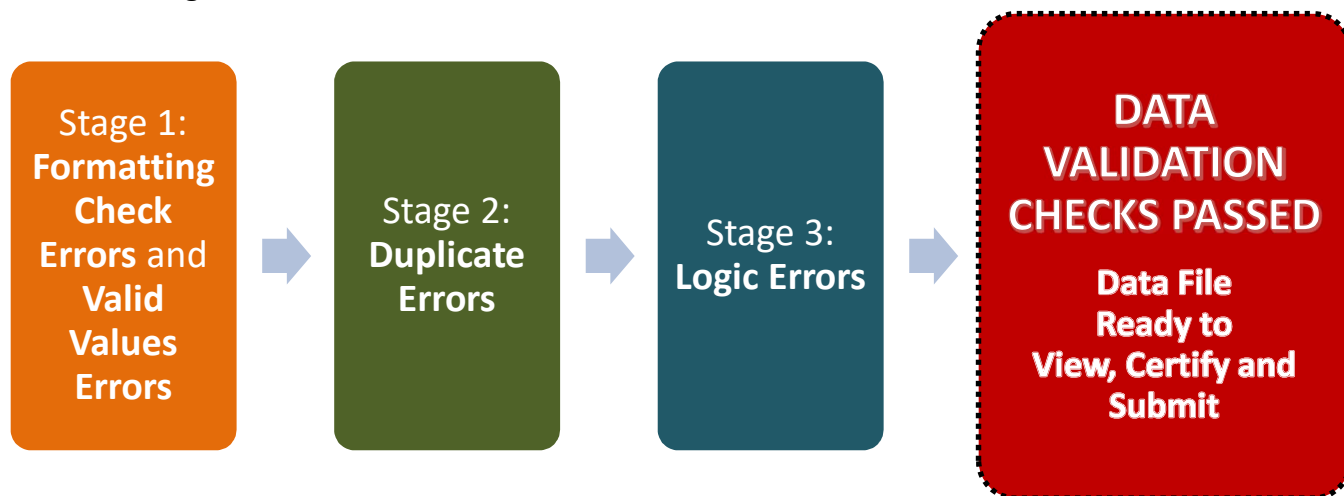 Stage 1:
Formatting
Check
Errors and
Valid
Values
Errors
Stage 2:
Duplicate
Errors
Stage 3:
Logic Errors
DATA
VALIDATION
CHECKS PASSED
Data File
Ready to
View, Certify and
Submit